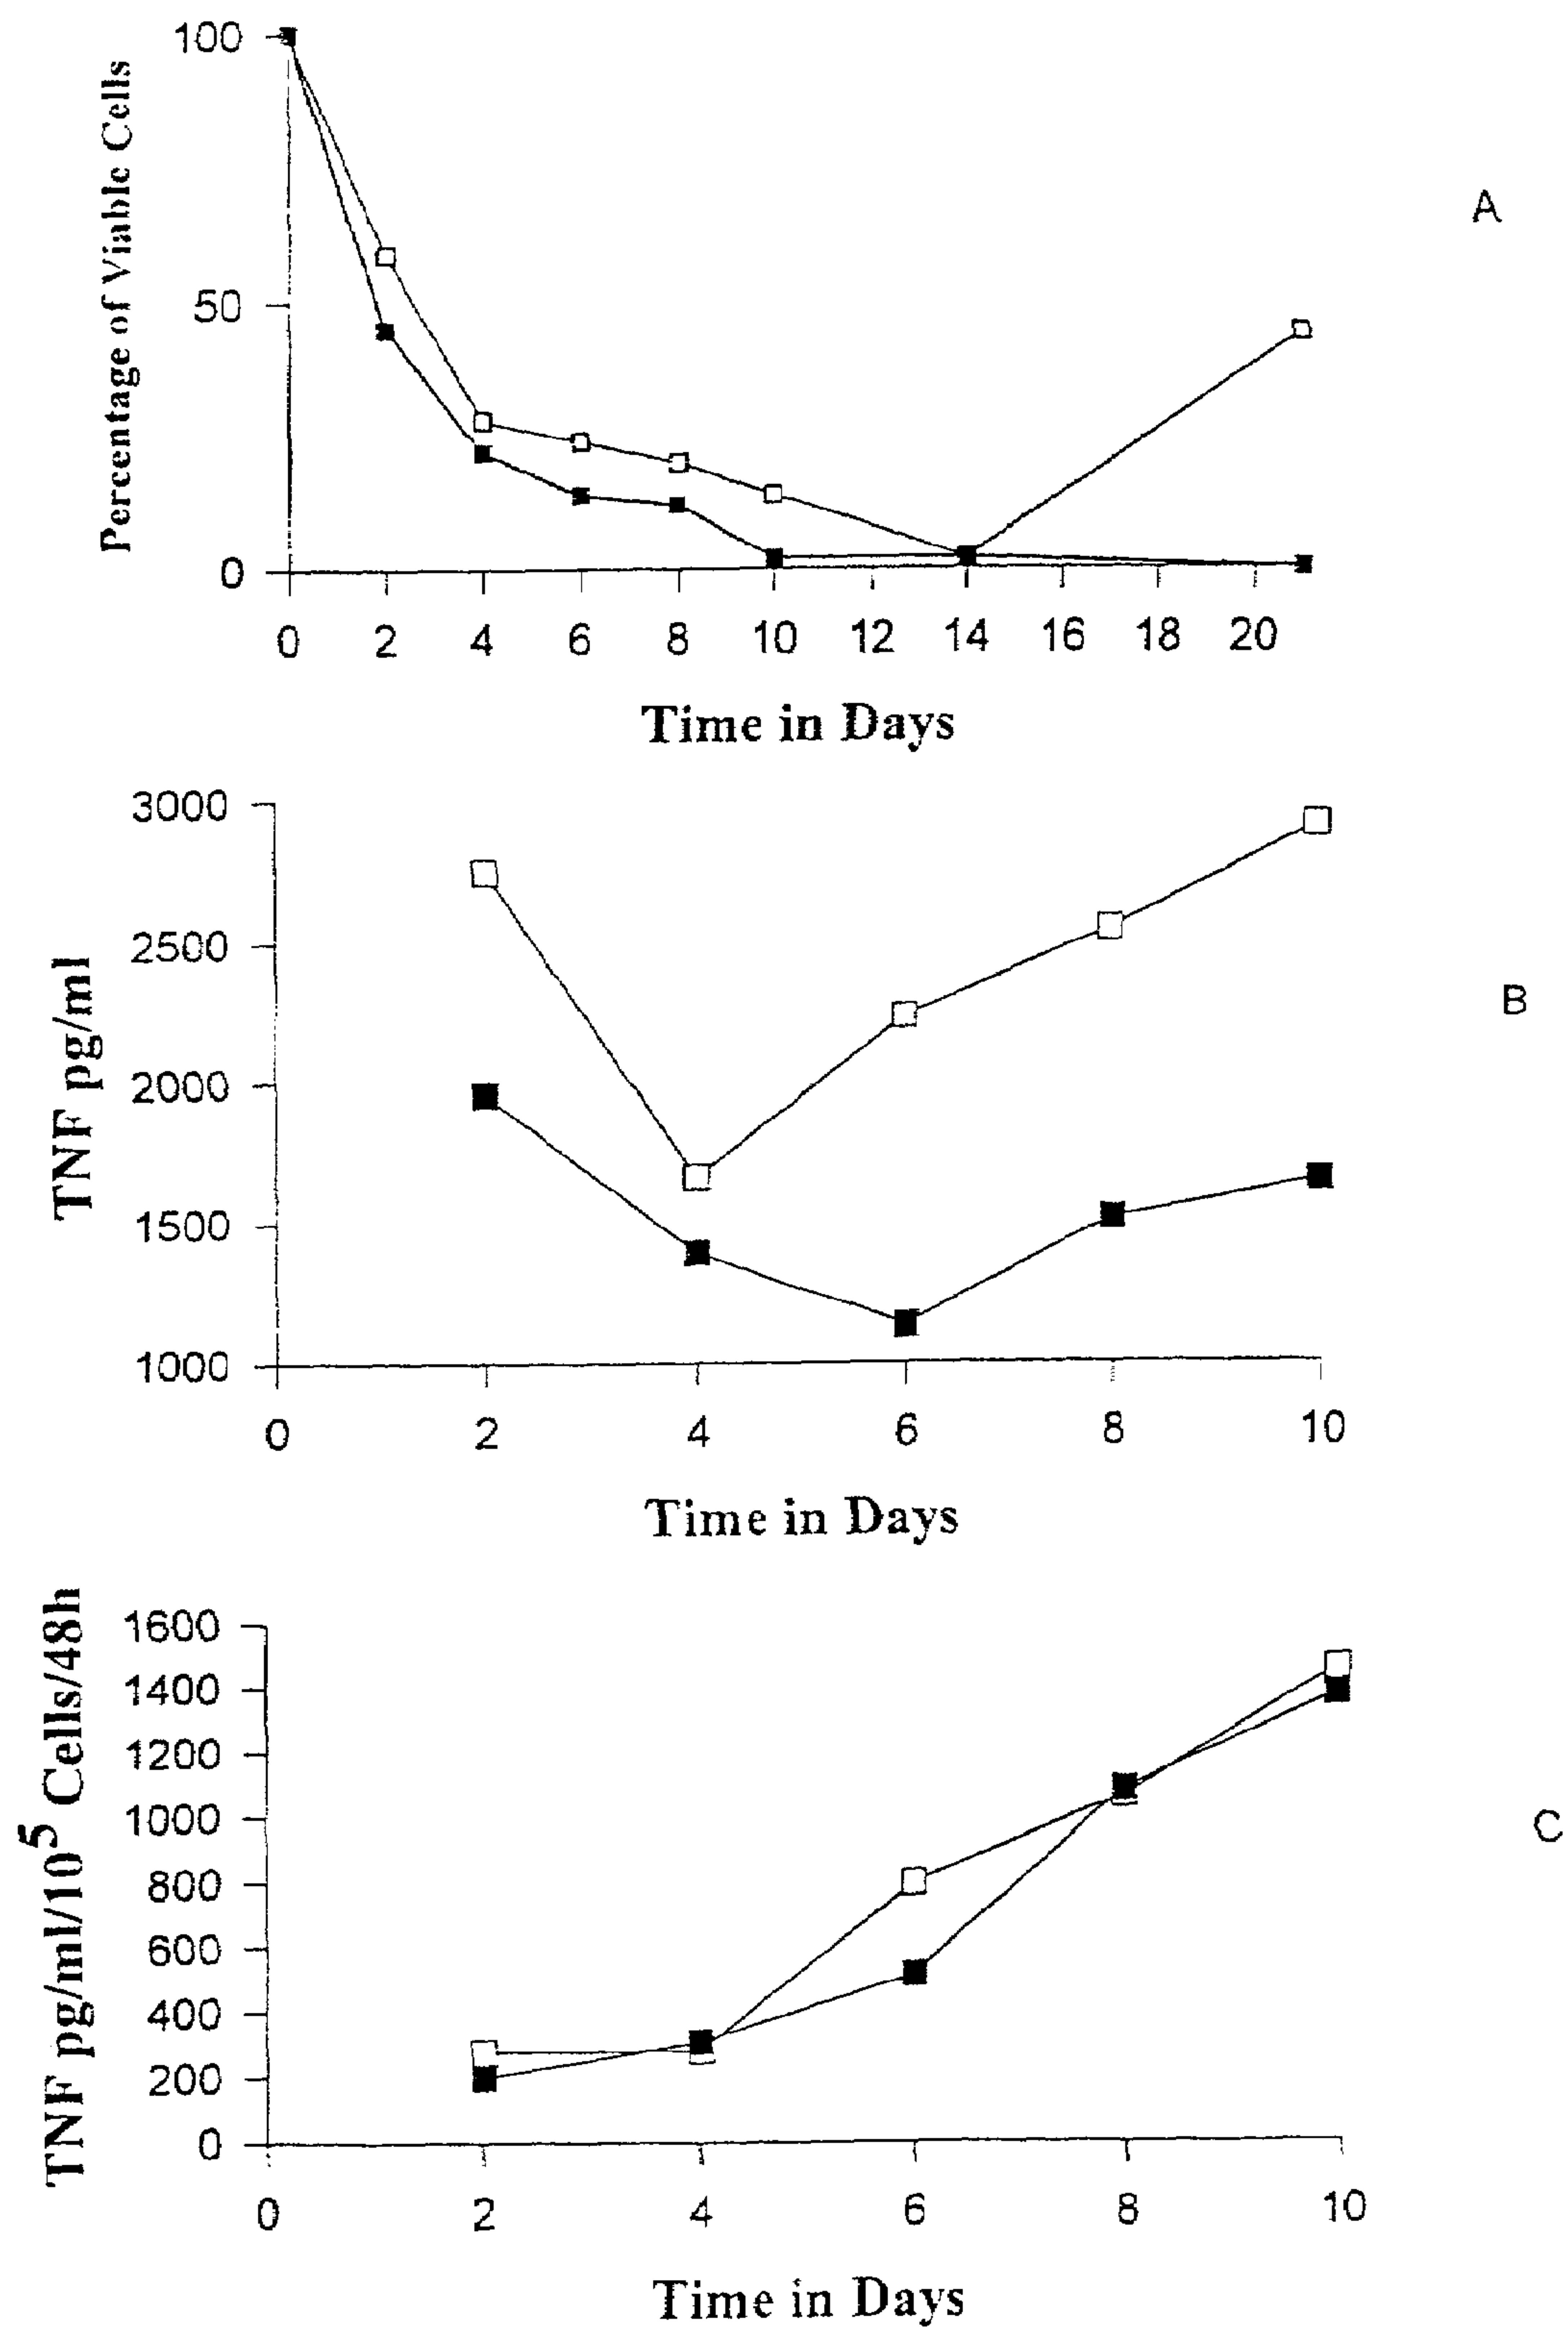 100
50
0
Percentage of Viable Cells
A
0 2 4 6 8 10 12 14 16 18 20
Time in Days
3000
2500
2000
1500
1000
TNF pg/ml
B
0 2 4 6 8 10
Time in Days
1600
1400
1200
1000
800
600
400
200
0
TNF pg/ml/10⁵ Cells/48h
C
0 2 4 6 8 10
Time in Days